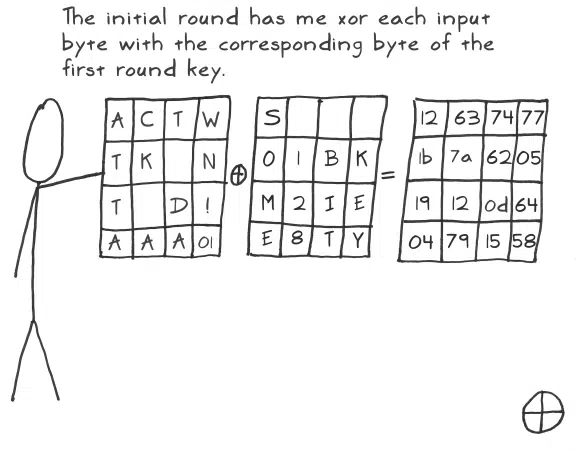 The initial round has me xor each input
byte with the corresponding byte of the
first round key.
A C T W S 12 63 74 77
T K N O 1 B K 1b 7a 62 05
T D ! M 2 I E 19 12 0d 64
A A A 01 E 8 T Y 04 79 15 58
⊕ =